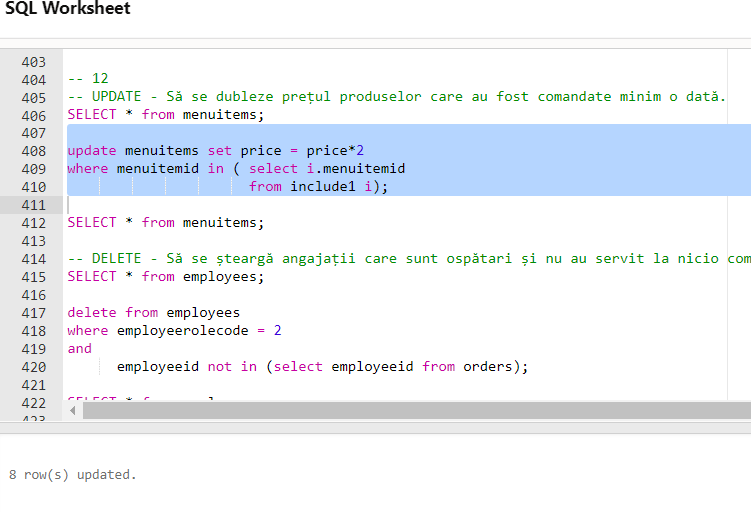 SQL Worksheet
403
404 -- 12
405 -- UPDATE - Să se dubleze prețul produselor care au fost comandate minim o dată.
406 SELECT * from menuitems;
407
408 update menuitems set price = price*2
409 where menuitemid in ( select i.menuitemid
410 from include1 i);
411
412 SELECT * from menuitems;
413
414 -- DELETE - Să se șteargă angajații care sunt ospătari și nu au servit la nicio com
415 SELECT * from employees;
416
417 delete from employees
418 where employeerolecode = 2
419 and
420 employeeid not in (select employeeid from orders);
421
422
8 row(s) updated.